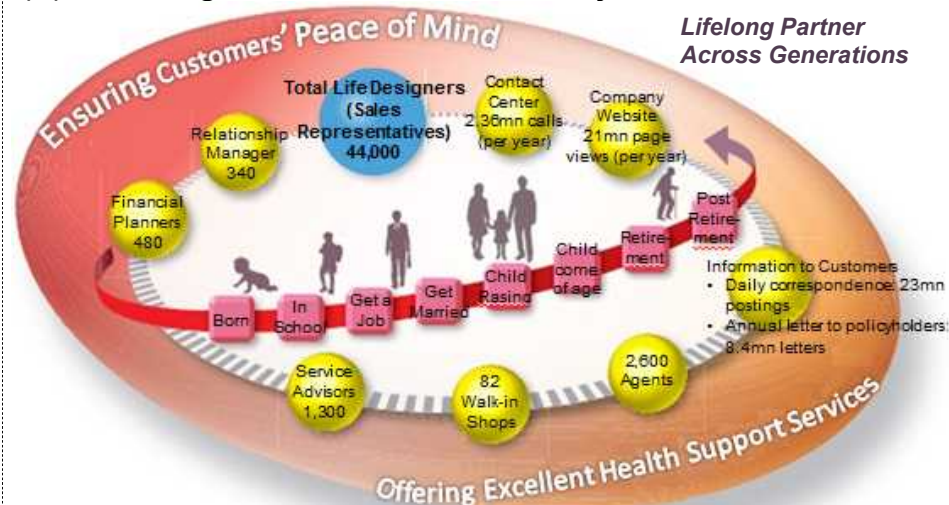 Lifelong Partner
Across Generations
Ensuring Customers' Peace of Mind
Total Life Designers
(Sales
Representatives)
44,000
Contact
Center
2.36mn calls
(per year)
Company
Website
21mn page
views (per year)
Relationship
Manager
340
Financial
Planners
480
Born
In
School
Get a
Job
Get
Married
Child
Rasing
Child
come
of age
Retire-
ment
Post
Retire-
ment
Information to Customers
• Daily correspondence: 23mn
postings
• Annual letter to policyholders:
8.4mn letters
Service
Advisors
1,300
82
Walk-in
Shops
2,600
Agents
Offering Excellent Health Support Services